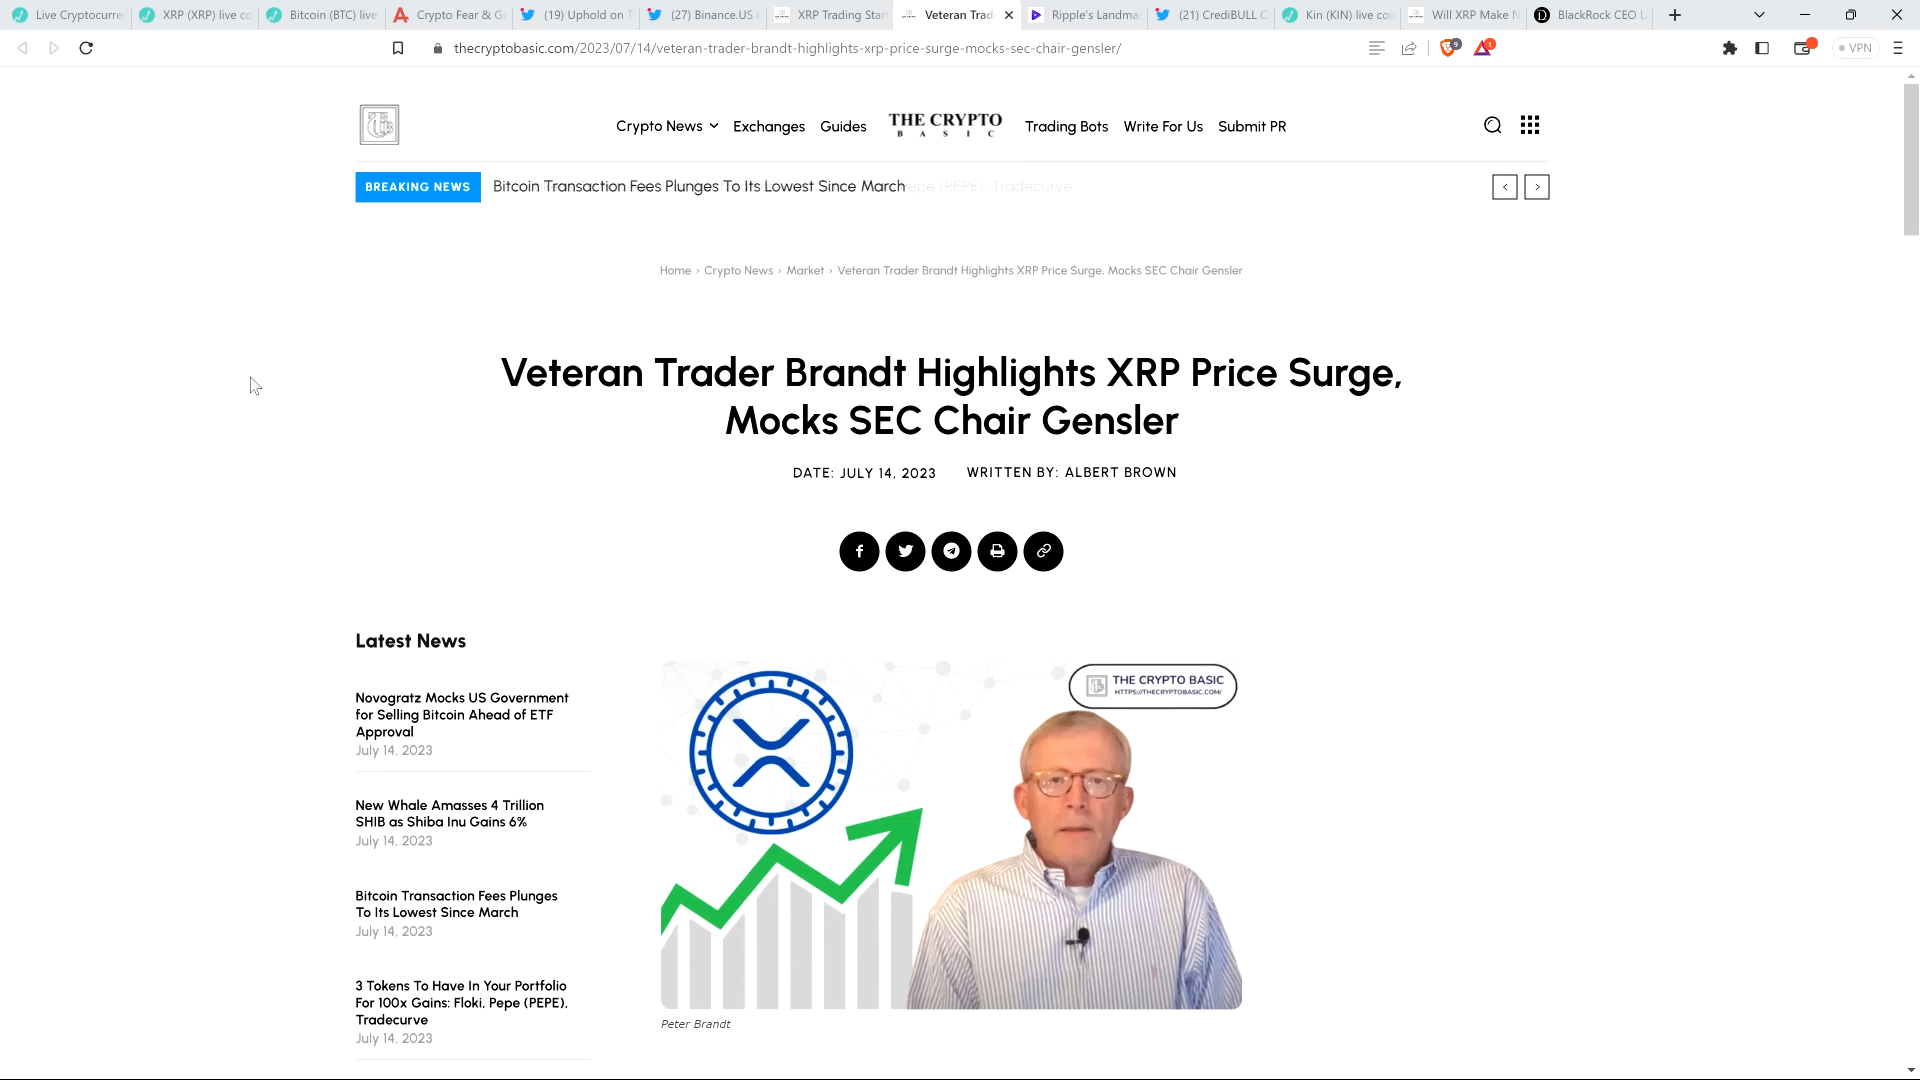 Live Cryptocurre
XRP (XRP) live co
Bitcoin (BTC) live
Crypto Fear & G
(19) Uphold on T
(27) Binance.US
XRP Trading Star
Veteran Trad
Ripple's Landma
(21) CrediBULL C
Kin (KIN) live coi
Will XRP Make N
BlackRock CEO L
thecryptobasic.com/2023/07/14/veteran-trader-brandt-highlights-xrp-price-surge-mocks-sec-chair-gensler/
9
1
VPN
Crypto News
Exchanges
Guides
THE CRYPTO
BASIC
Trading Bots
Write For Us
Submit PR
BREAKING NEWS
Bitcoin Transaction Fees Plunges To Its Lowest Since March
Pepe (PEPE), Tradecurve
Home › Crypto News › Market › Veteran Trader Brandt Highlights XRP Price Surge, Mocks SEC Chair Gensler
Veteran Trader Brandt Highlights XRP Price Surge,
Mocks SEC Chair Gensler
DATE: JULY 14, 2023
WRITTEN BY: ALBERT BROWN
Latest News
Novogratz Mocks US Government
for Selling Bitcoin Ahead of ETF
Approval
July 14, 2023
New Whale Amasses 4 Trillion
SHIB as Shiba Inu Gains 6%
July 14, 2023
Bitcoin Transaction Fees Plunges
To Its Lowest Since March
July 14, 2023
3 Tokens To Have In Your Portfolio
For 100x Gains: Floki, Pepe (PEPE),
Tradecurve
July 14, 2023
THE CRYPTO BASIC
HTTPS://THECRYPTOBASIC.COM/
Peter Brandt